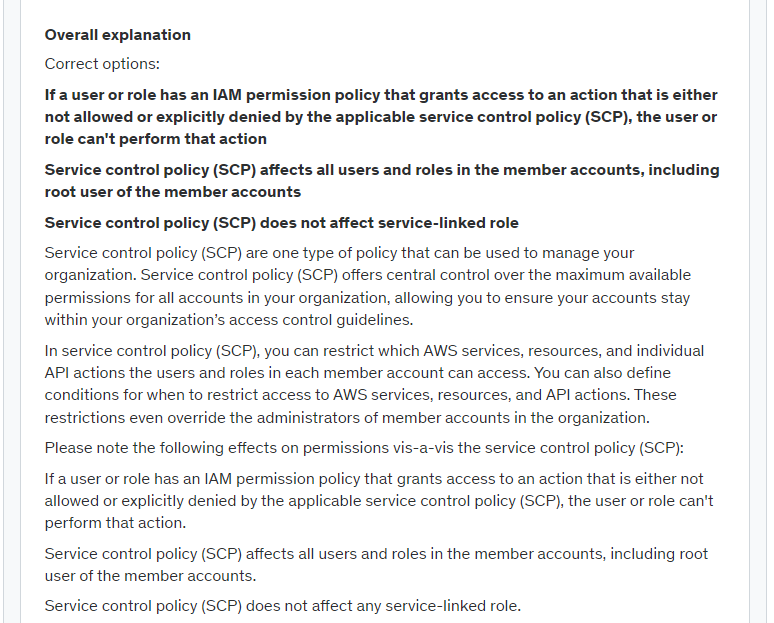 Overall explanation
Correct options:
If a user or role has an IAM permission policy that grants access to an action that is either
not allowed or explicitly denied by the applicable service control policy (SCP), the user or
role can't perform that action
Service control policy (SCP) affects all users and roles in the member accounts, including
root user of the member accounts
Service control policy (SCP) does not affect service-linked role
Service control policy (SCP) are one type of policy that can be used to manage your
organization. Service control policy (SCP) offers central control over the maximum available
permissions for all accounts in your organization, allowing you to ensure your accounts stay
within your organization’s access control guidelines.
In service control policy (SCP), you can restrict which AWS services, resources, and individual
API actions the users and roles in each member account can access. You can also define
conditions for when to restrict access to AWS services, resources, and API actions. These
restrictions even override the administrators of member accounts in the organization.
Please note the following effects on permissions vis-a-vis the service control policy (SCP):
If a user or role has an IAM permission policy that grants access to an action that is either not
allowed or explicitly denied by the applicable service control policy (SCP), the user or role can't
perform that action.
Service control policy (SCP) affects all users and roles in the member accounts, including root
user of the member accounts.
Service control policy (SCP) does not affect any service-linked role.